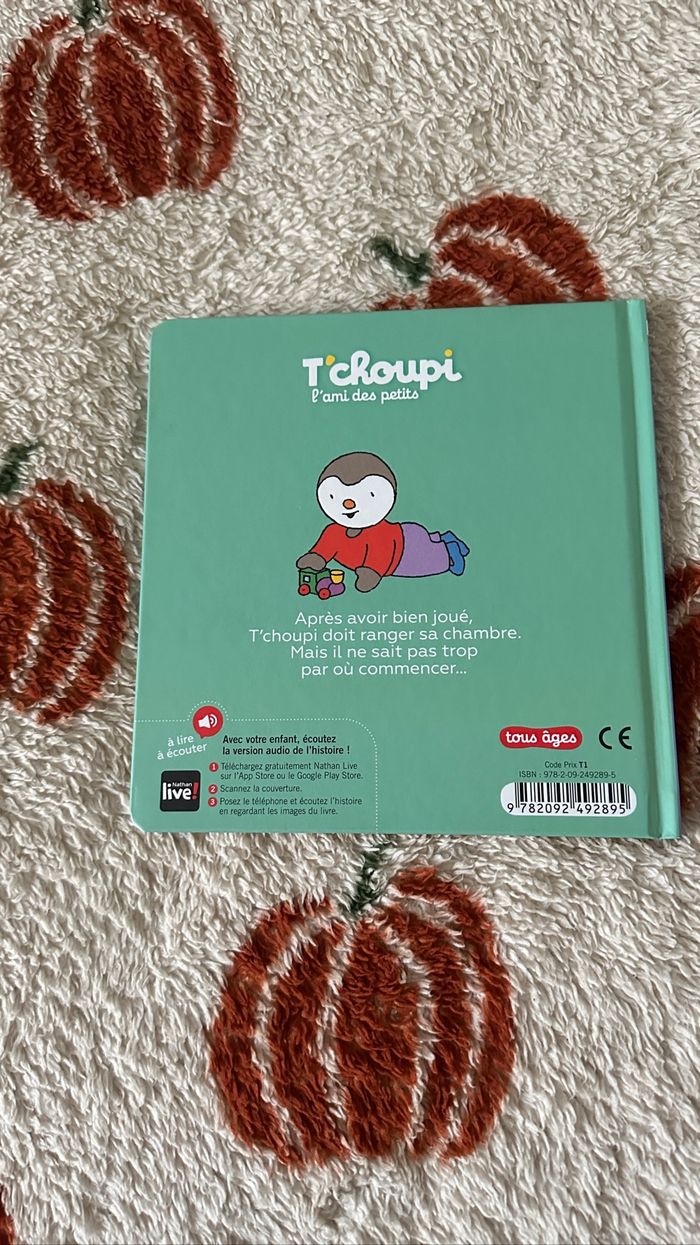 T'choupi
l'ami des petits
Après avoir bien joué,
T'choupi doit ranger sa chambre.
Mais il ne sait pas trop
par où commencer...
à lire
à écouter
Avec votre enfant, écoutez
la version audio de l'histoire !
Nathan
live!
1 Téléchargez gratuitement Nathan Live
sur l'App Store ou le Google Play Store.
2 Scannez la couverture.
3 Posez le téléphone et écoutez l'histoire
en regardant les images du livre.
tous âges
CE
Code Prix T1
ISBN : 978-2-09-249289-5
9 782092 492895